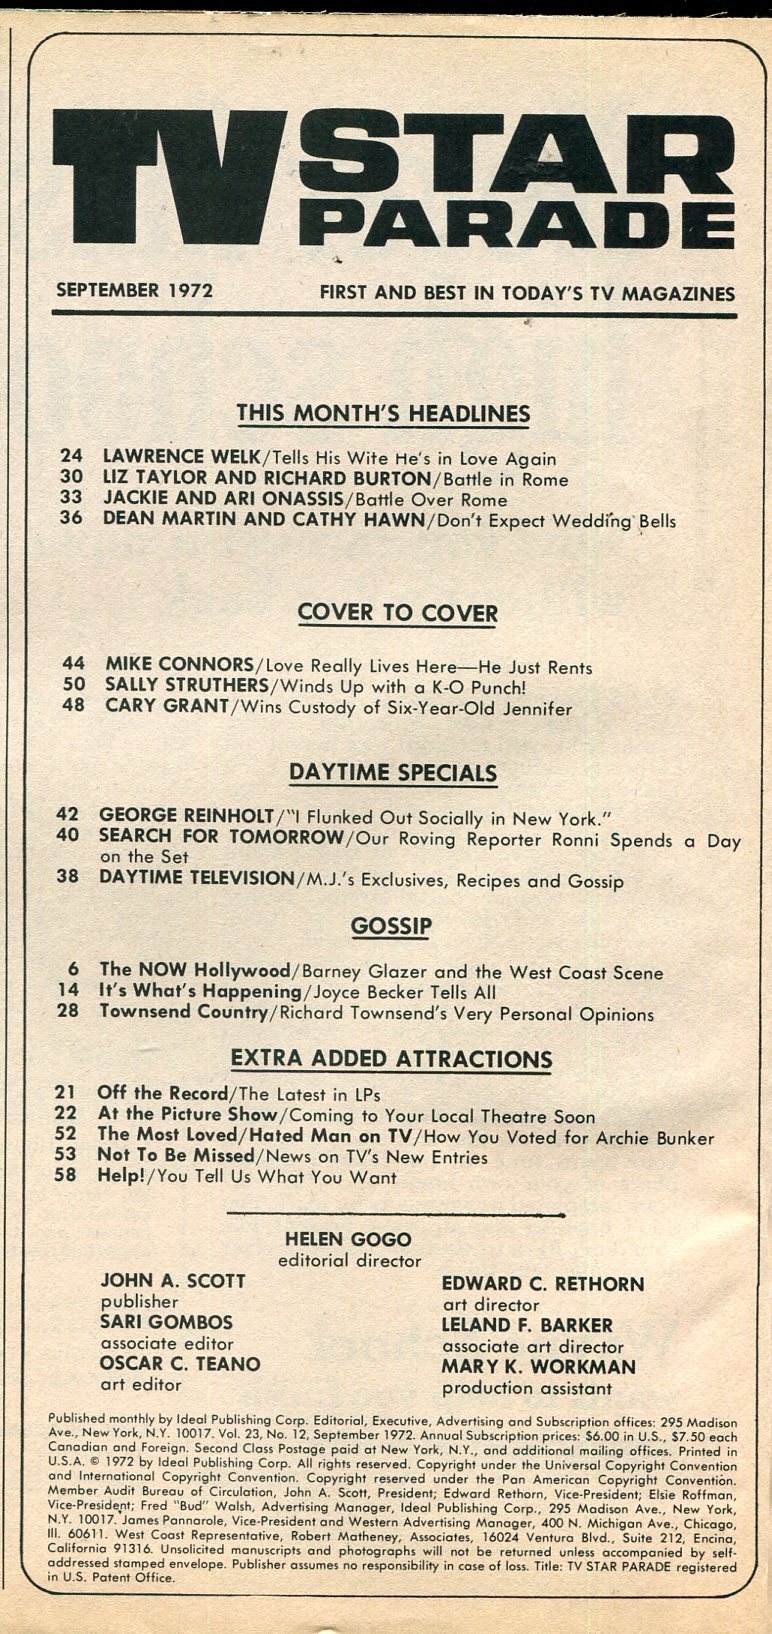 TV STAR
PARADE
SEPTEMBER 1972 FIRST AND BEST IN TODAY'S TV MAGAZINES
THIS MONTH'S HEADLINES
24 LAWRENCE WELK/Tells His Wife He's in Love Again
30 LIZ TAYLOR AND RICHARD BURTON/Battle in Rome
33 JACKIE AND ARI ONASSIS/Battle Over Rome
36 DEAN MARTIN AND CATHY HAWN/Don't Expect Wedding Bells
COVER TO COVER
44 MIKE CONNORS/Love Really Lives Here—He Just Rents
50 SALLY STRUTHERS/Winds Up with a K-O Punch!
48 CARY GRANT/Wins Custody of Six-Year-Old Jennifer
DAYTIME SPECIALS
42 GEORGE REINHOLT/"I Flunked Out Socially in New York."
40 SEARCH FOR TOMORROW/Our Roving Reporter Ronni Spends a Day
on the Set
38 DAYTIME TELEVISION/M.J.'s Exclusives, Recipes and Gossip
GOSSIP
6 The NOW Hollywood/Barney Glazer and the West Coast Scene
14 It's What's Happening/Joyce Becker Tells All
28 Townsend Country/Richard Townsend's Very Personal Opinions
EXTRA ADDED ATTRACTIONS
21 Off the Record/The Latest in LPs
22 At the Picture Show/Coming to Your Local Theatre Soon
52 The Most Loved/Hated Man on TV/How You Voted for Archie Bunker
53 Not To Be Missed/News on TV's New Entries
58 Help!/You Tell Us What You Want
HELEN GOGO
editorial director
JOHN A. SCOTT
publisher
SARI GOMBOS
associate editor
OSCAR C. TEANO
art editor
EDWARD C. RETHORN
art director
LELAND F. BARKER
associate art director
MARY K. WORKMAN
production assistant
Published monthly by Ideal Publishing Corp. Editorial, Executive, Advertising and Subscription offices: 295 Madison
Ave., New York, N.Y. 10017. Vol. 23, No. 12, September 1972. Annual Subscription prices: $6.00 in U.S., $7.50 each
Canadian and Foreign. Second Class Postage paid at New York, N.Y., and additional mailing offices. Printed in
U.S.A. © 1972 by Ideal Publishing Corp. All rights reserved. Copyright under the Universal Copyright Convention
and International Copyright Convention. Copyright reserved under the Pan American Copyright Convention.
Member Audit Bureau of Circulation, John A. Scott, President; Edward Rethorn, Vice-President; Elsie Roffman,
Vice-President; Fred "Bud" Walsh, Advertising Manager, Ideal Publishing Corp., 295 Madison Ave., New York,
N.Y. 10017. James Pannarole, Vice-President and Western Advertising Manager, 400 N. Michigan Ave., Chicago,
Ill. 60611. West Coast Representative, Robert Matheney, Associates, 16024 Ventura Blvd., Suite 212, Encina,
California 91316. Unsolicited manuscripts and photographs will not be returned unless accompanied by self-
addressed stamped envelope. Publisher assumes no responsibility in case of loss. Title: TV STAR PARADE registered
in U.S. Patent Office.